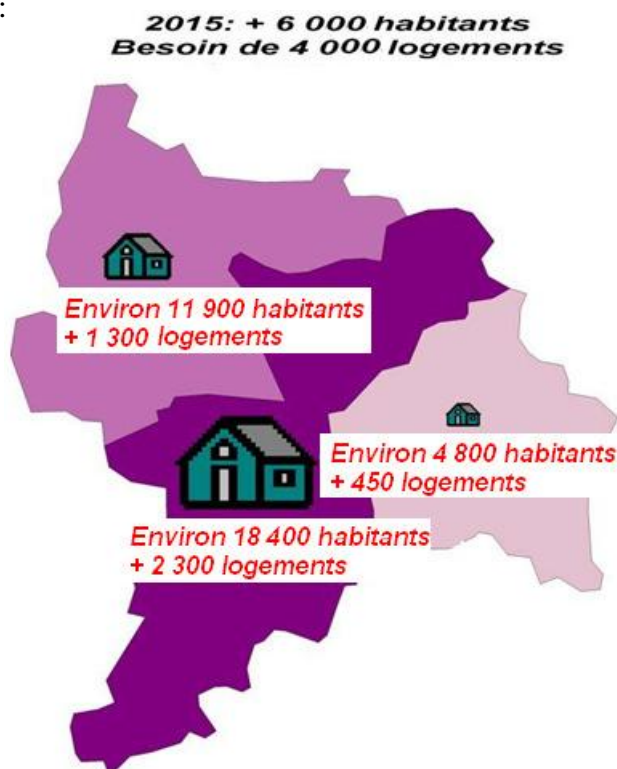 :
2015: + 6 000 habitants
Besoin de 4 000 logements
Environ 11 900 habitants
+ 1 300 logements
Environ 4 800 habitants
+ 450 logements
Environ 18 400 habitants
+ 2 300 logements